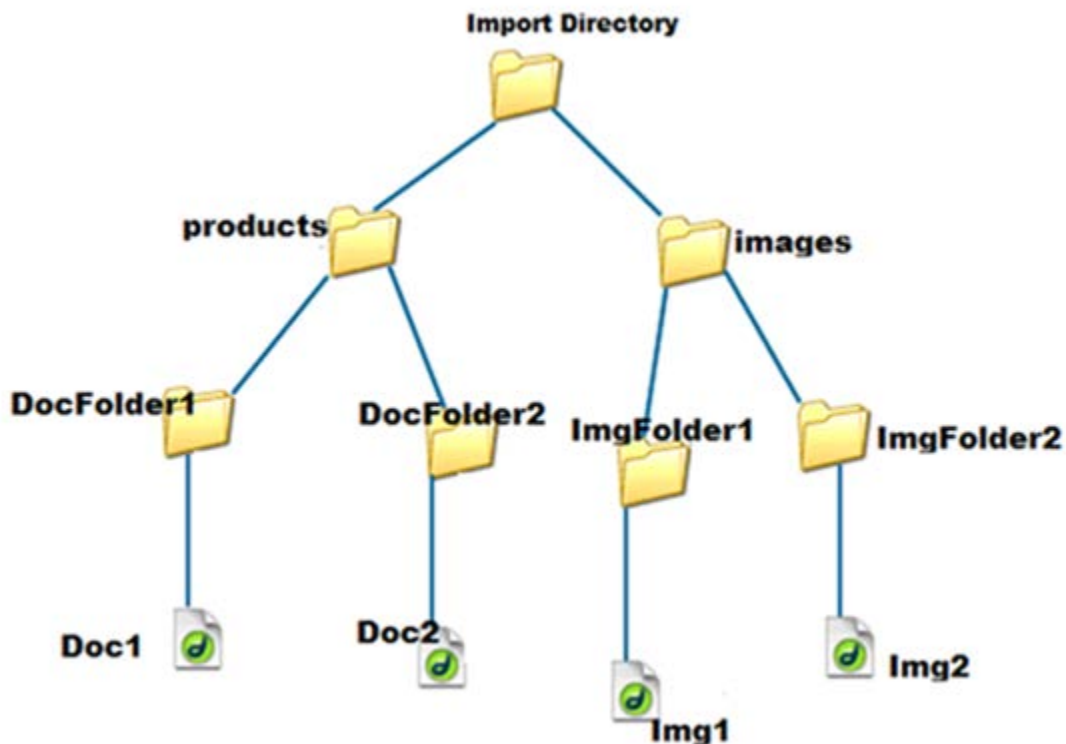 Import Directory
products
images
DocFolder1
DocFolder2
ImgFolder1
ImgFolder2
Doc1
Doc2
Img1
Img2